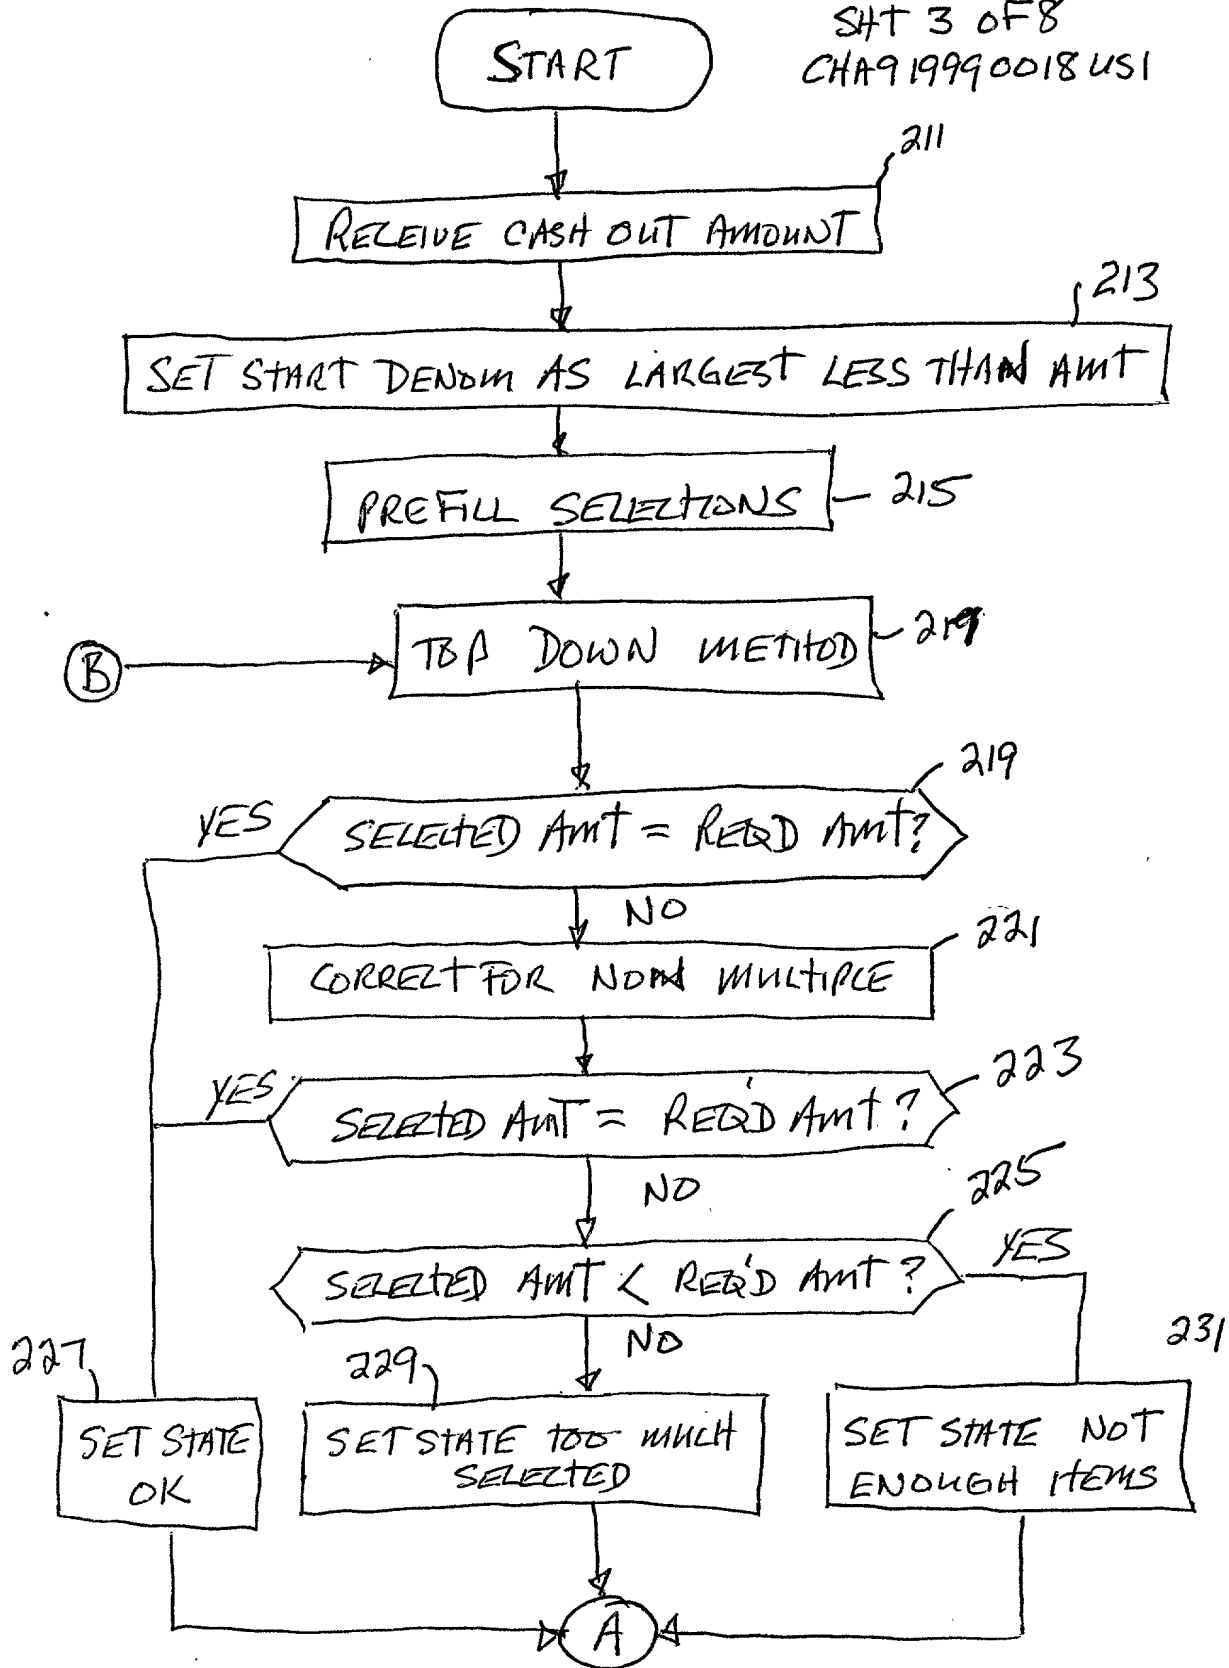 SHT 3 OF 8
CHA919990018US1
START
211
RECEIVE CASH OUT AMOUNT
213
SET START DENOM AS LARGEST LESS THAN AMT
PREFILL SELECTIONS
215
B
TOP DOWN METHOD
219
SELECTED AMT = REQD AMT?
YES
NO
221
CORRECT FOR NON MULTIPLE
223
YES
SELECTED AMT = REQ'D AMT?
NO
225
SELECTED AMT < REQ'D AMT?
YES
NO
227
229
231
SET STATE
OK
SET STATE TOO MUCH
SELECTED
SET STATE NOT
ENOUGH ITEMS
A